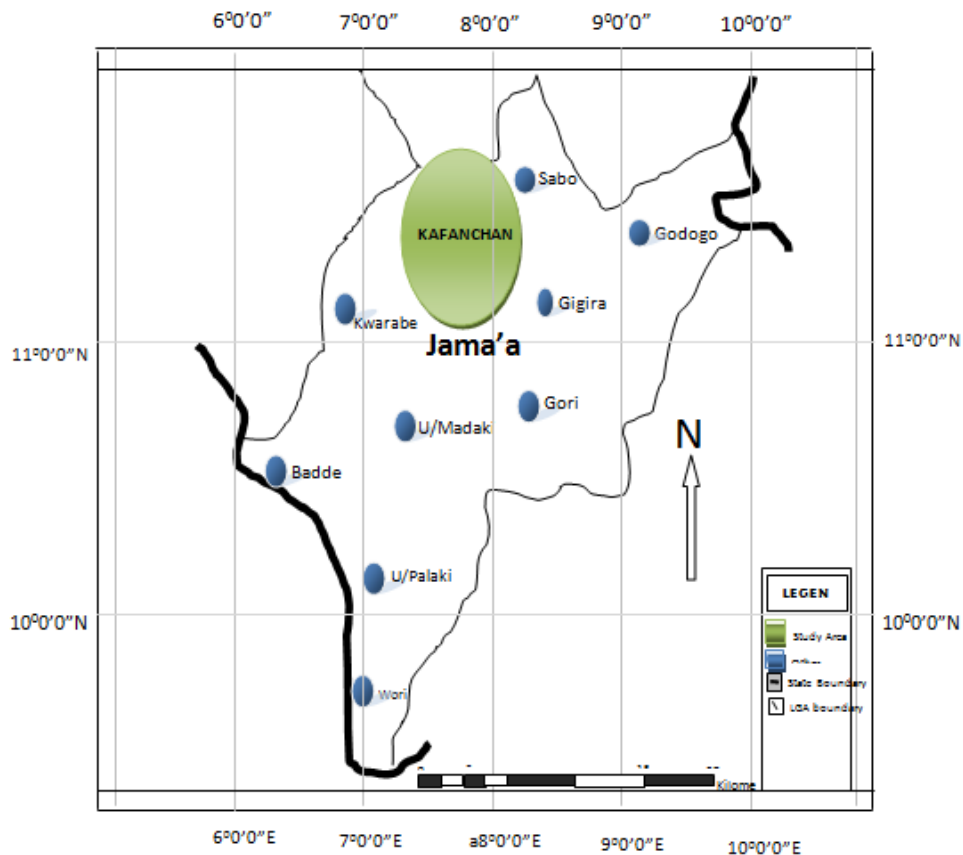 6⁰0'0" 7⁰0'0" 8⁰0'0" 9⁰0'0" 10⁰0'0"
Sabo
KAFANCHAN
Godogo
Gigira
Kwarabe
Jama'a
11⁰0'0"N 11⁰0'0"N
Gori
U/Madaki
N
Badde
U/Palaki
LEGEN
10⁰0'0"N 10⁰0'0"N
Study Area
State Boundary
Wori
LGA boundary
Kilome
6⁰0'0"E 7⁰0'0"E a8⁰0'0"E 9⁰0'0"E 10⁰0'0"E